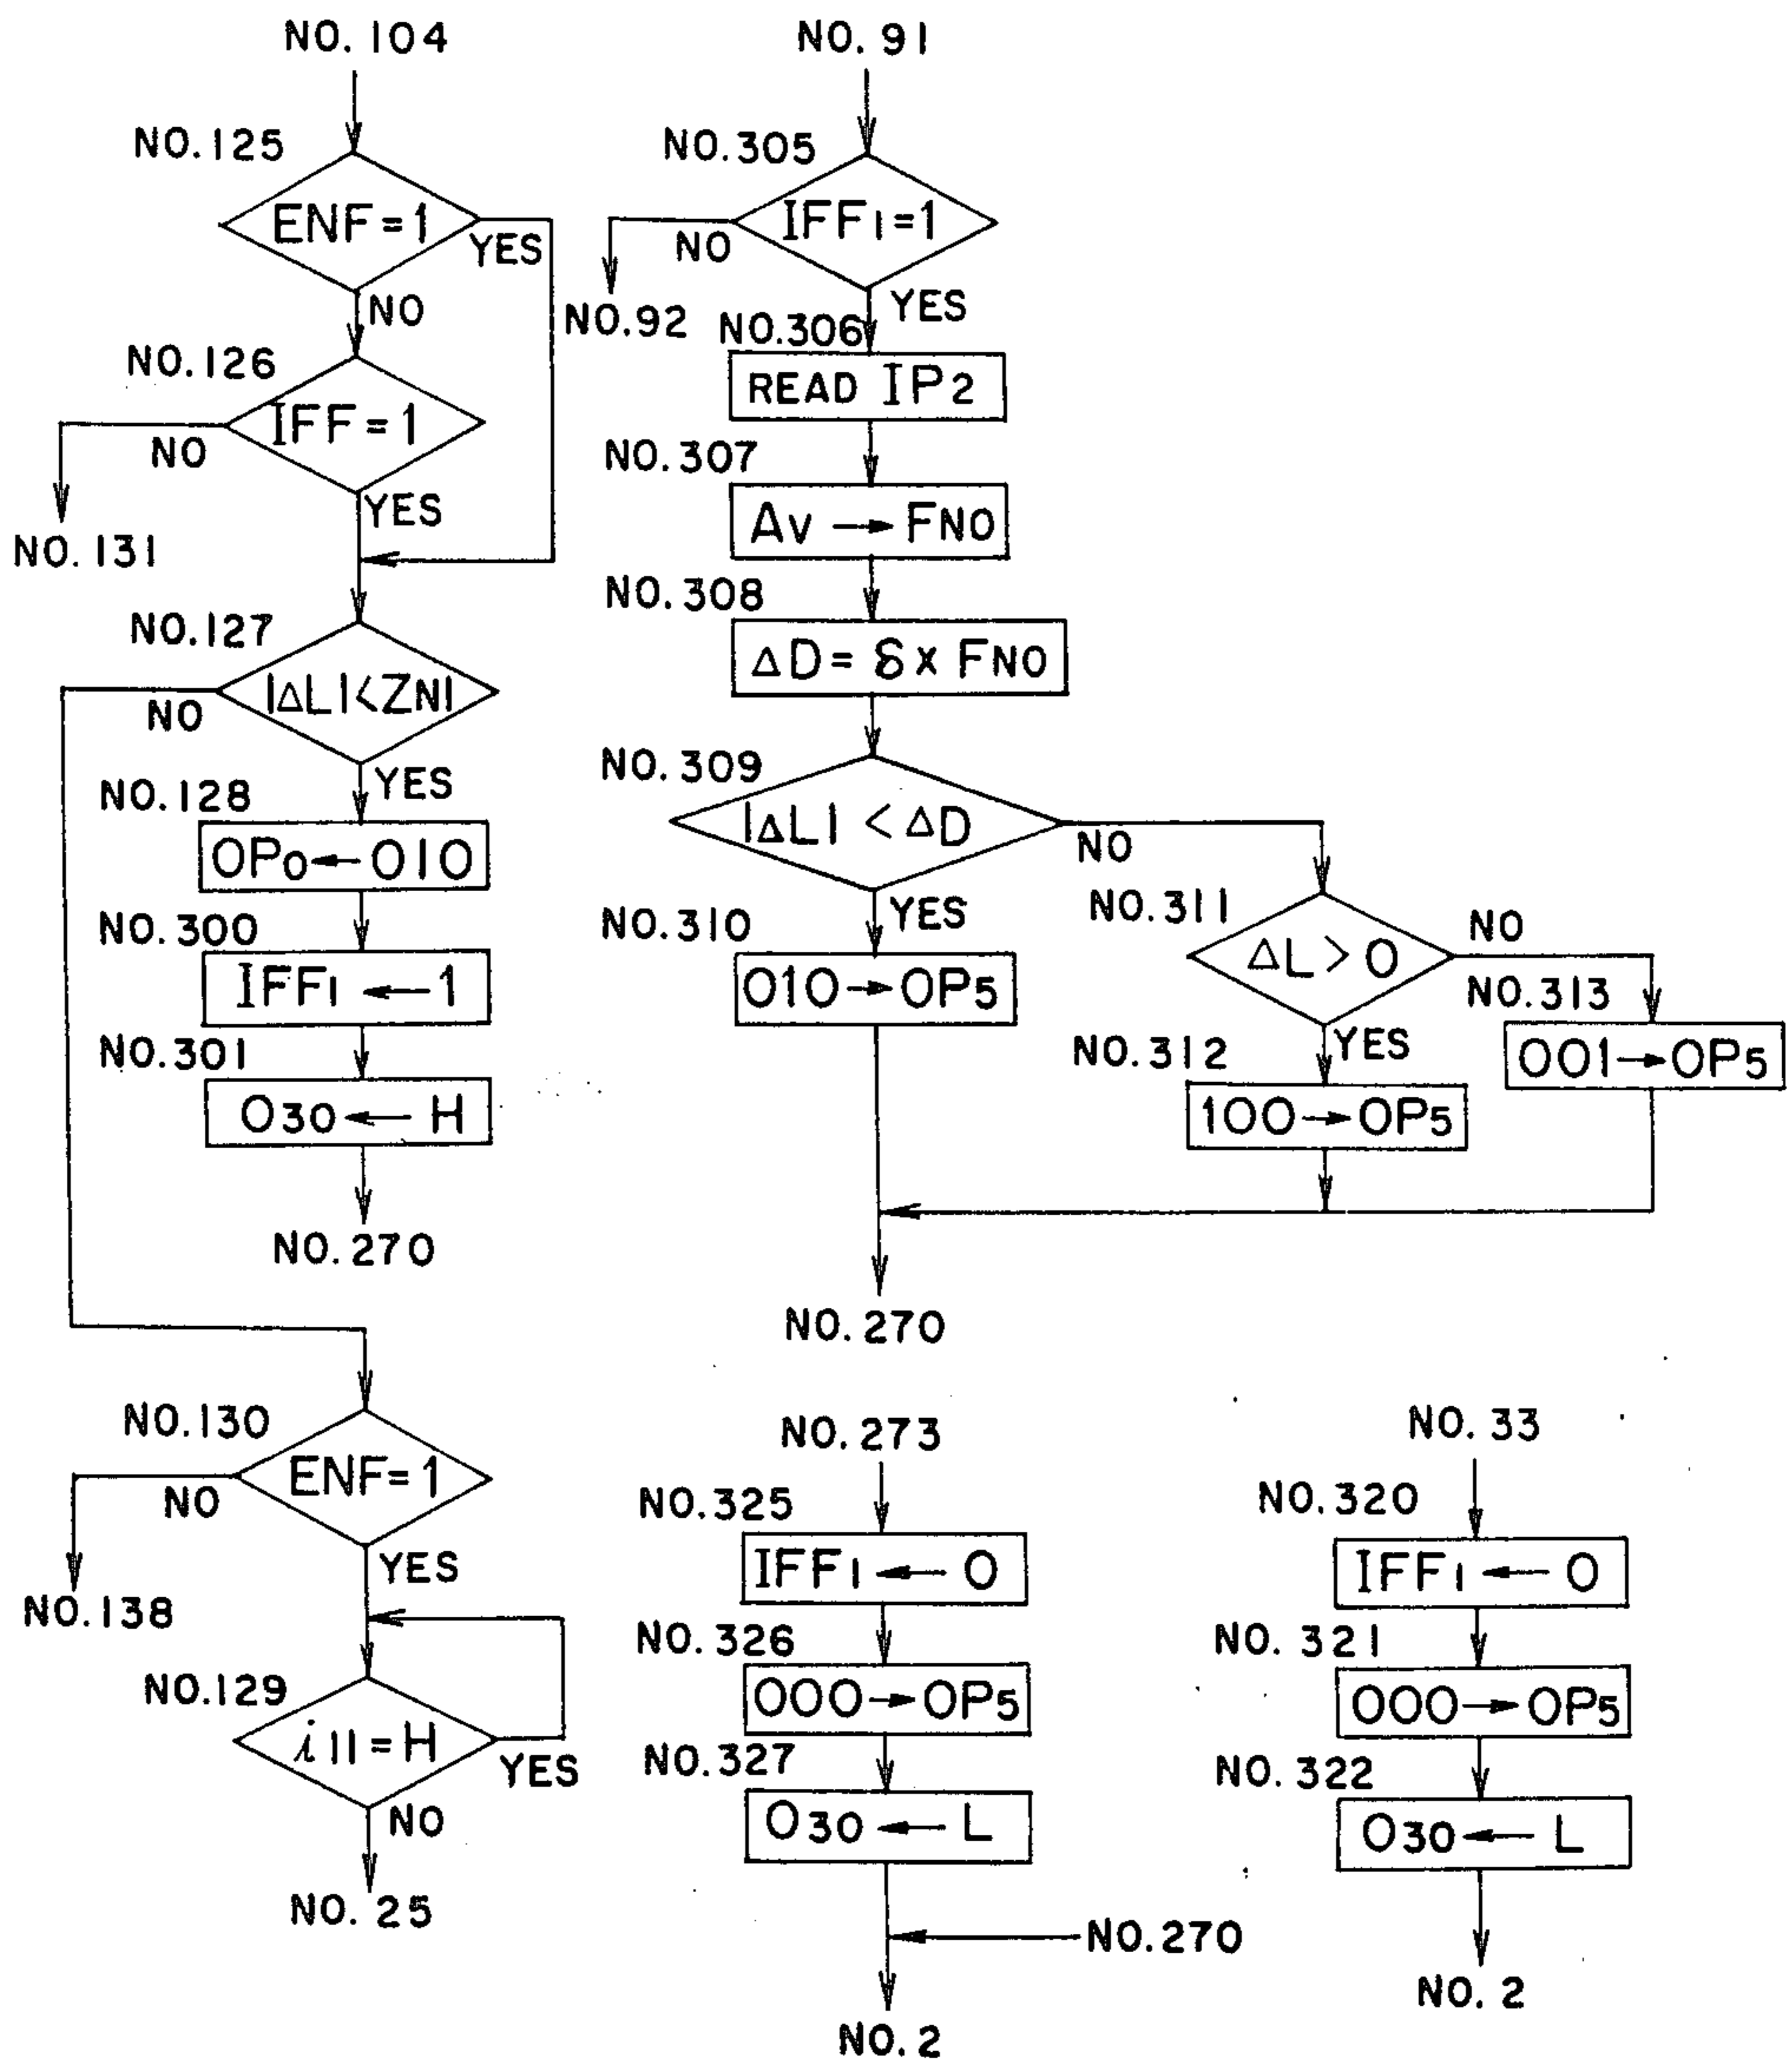 NO. 104
NO.125
ENF=1
YES
NO
NO.126
IFF=1
NO
YES
NO.131
NO.127
|ΔL|<ZN1
NO
YES
NO.128
OP0←010
NO.300
IFF1←1
NO.301
O30←H
NO.270
NO.130
ENF=1
NO
YES
NO.138
NO.129
i11=H
YES
NO
NO. 25
NO. 91
NO.305
IFF1=1
NO
YES
NO.92
NO.306
READ IP2
NO.307
Av→FNO
NO.308
ΔD=δ×FNO
NO.309
|ΔL|<ΔD
NO
YES
NO.310
010→OP5
NO.311
ΔL>0
NO
YES
NO.313
001→OP5
NO.312
100→OP5
NO. 270
NO. 273
NO.325
IFF1←0
NO.326
000→OP5
NO.327
O30←L
NO.270
NO.2
NO. 33
NO.320
IFF1←0
NO. 321
000→OP5
NO. 322
O30←L
NO. 2